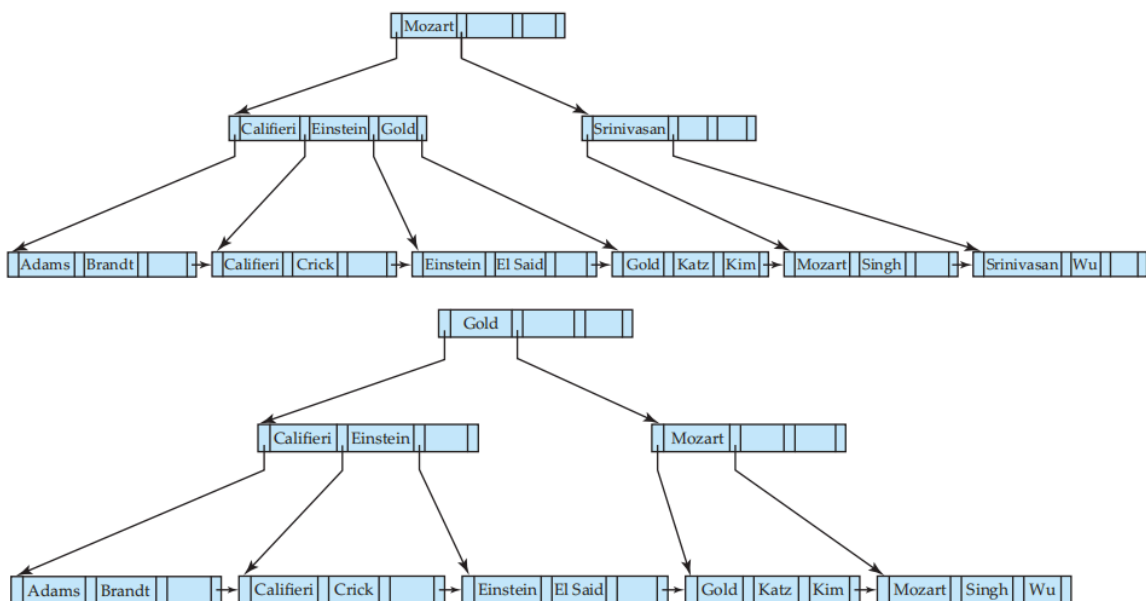 Mozart
Califieri Einstein Gold Srinivasan
Adams Brandt Califieri Crick Einstein El Said Gold Katz Kim Mozart Singh Srinivasan Wu
Gold
Califieri Einstein Mozart
Adams Brandt Califieri Crick Einstein El Said Gold Katz Kim Mozart Singh Wu